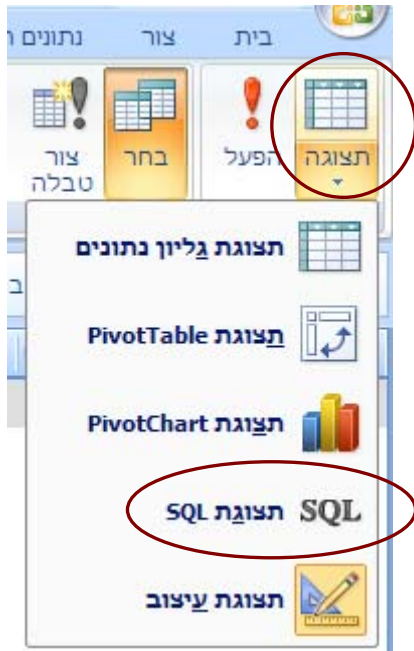 בית
צור
נתונים
תצוגה
הפעל
בחר
צור
טבלה
תצוגת גליון נתונים
תצוגת PivotTable
תצוגת PivotChart
SQL תצוגת SQL
תצוגת עיצוב